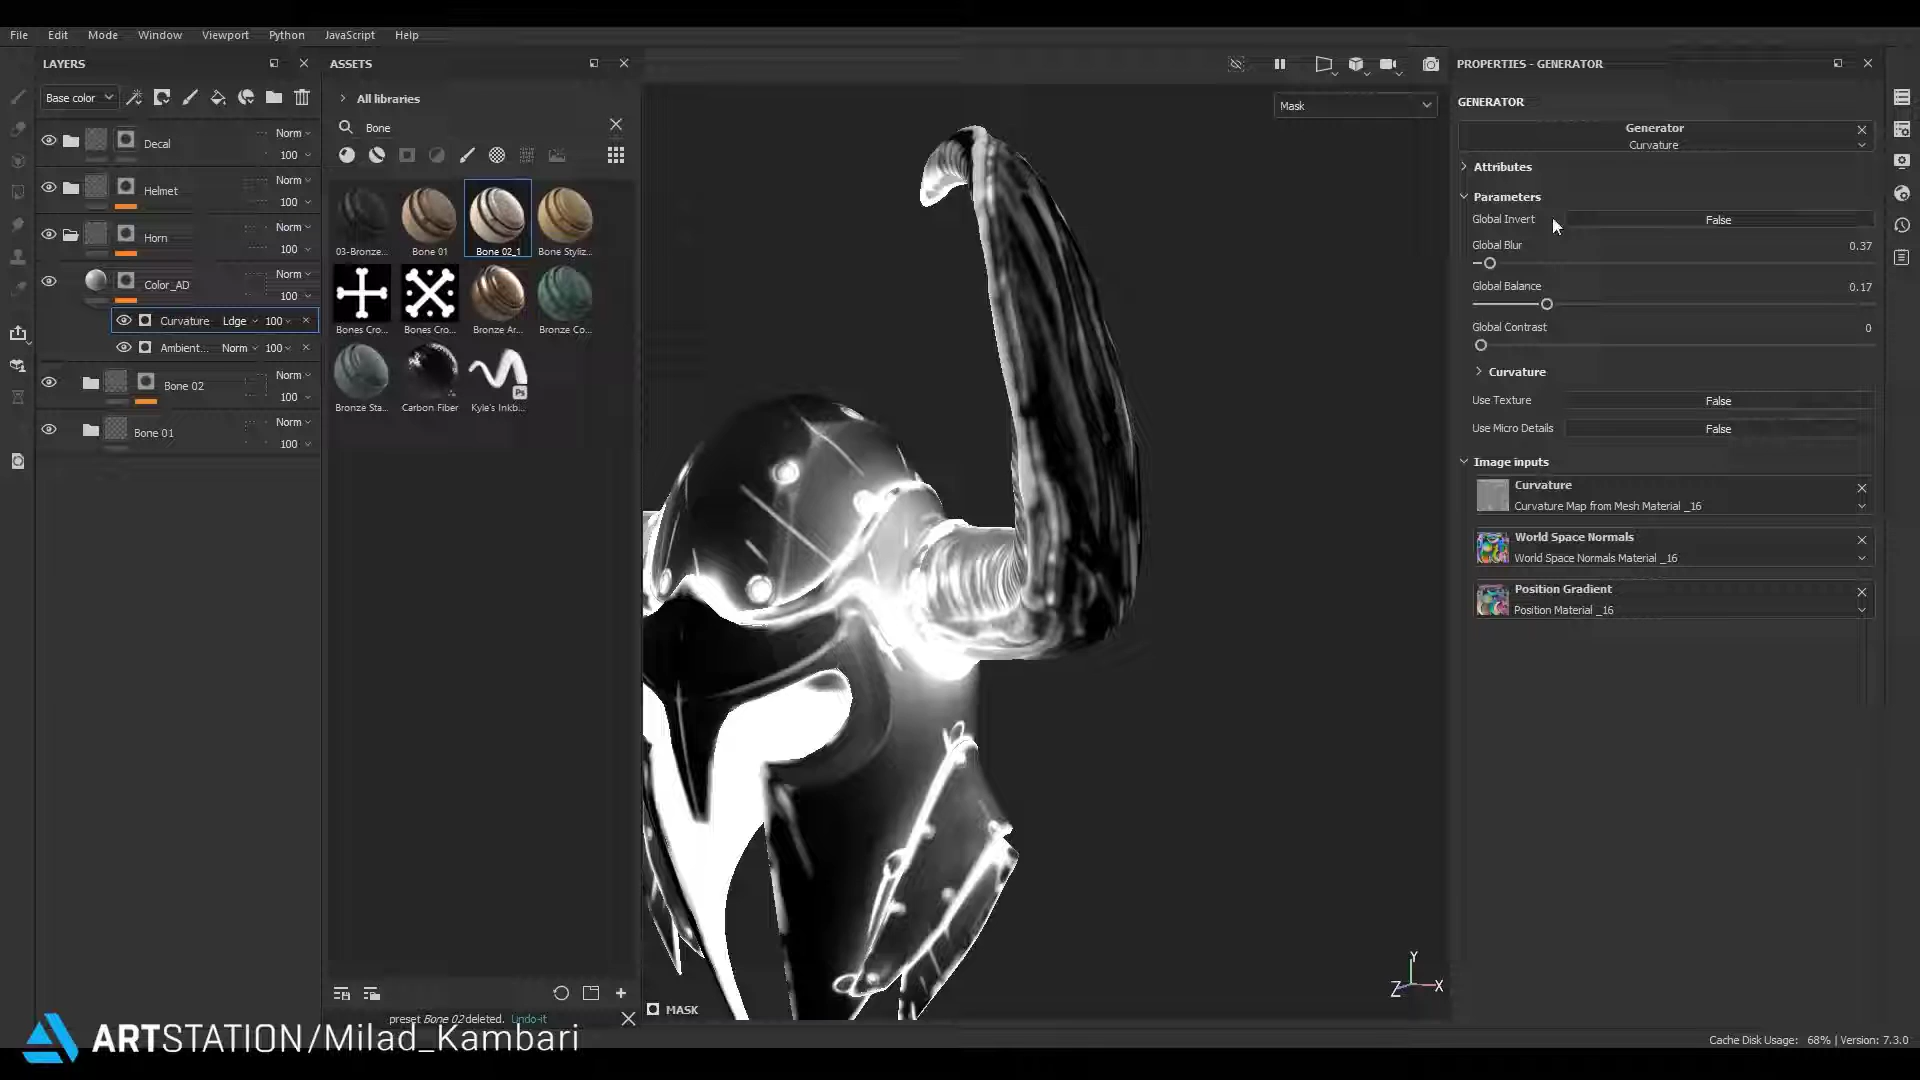 File Edit Mode Window Viewport Python JavaScript Help
LAYERS
Base color
Norm
Decal
100
Norm
Helmet
100
Norm
Horn
100
Norm
Color_AD
100
Curvature Ldge 100
Ambient... Norm 100
Norm
Bone 02
100
Norm
Bone 01
100
ASSETS
All libraries
Bone
03-Bronze... Bone 01 Bone 02_1 Bone Styliz...
Bones Cro... Bones Cro... Bronze Ar... Bronze Co...
Bronze Sta... Carbon Fiber Kyle's Inkb...
Ps
preset Bone 02 deleted. Undo-it
Mask
MASK
Y
Z X
PROPERTIES - GENERATOR
GENERATOR
Generator
Curvature
Attributes
Parameters
Global Invert False
Global Blur 0.37
Global Balance 0.17
Global Contrast 0
Curvature
Use Texture False
Use Micro Details False
Image inputs
Curvature
Curvature Map from Mesh Material _16
World Space Normals
World Space Normals Material _16
Position Gradient
Position Material _16
Cache Disk Usage: 68% | Version: 7.3.0
ARTSTATION/Milad_Kambari